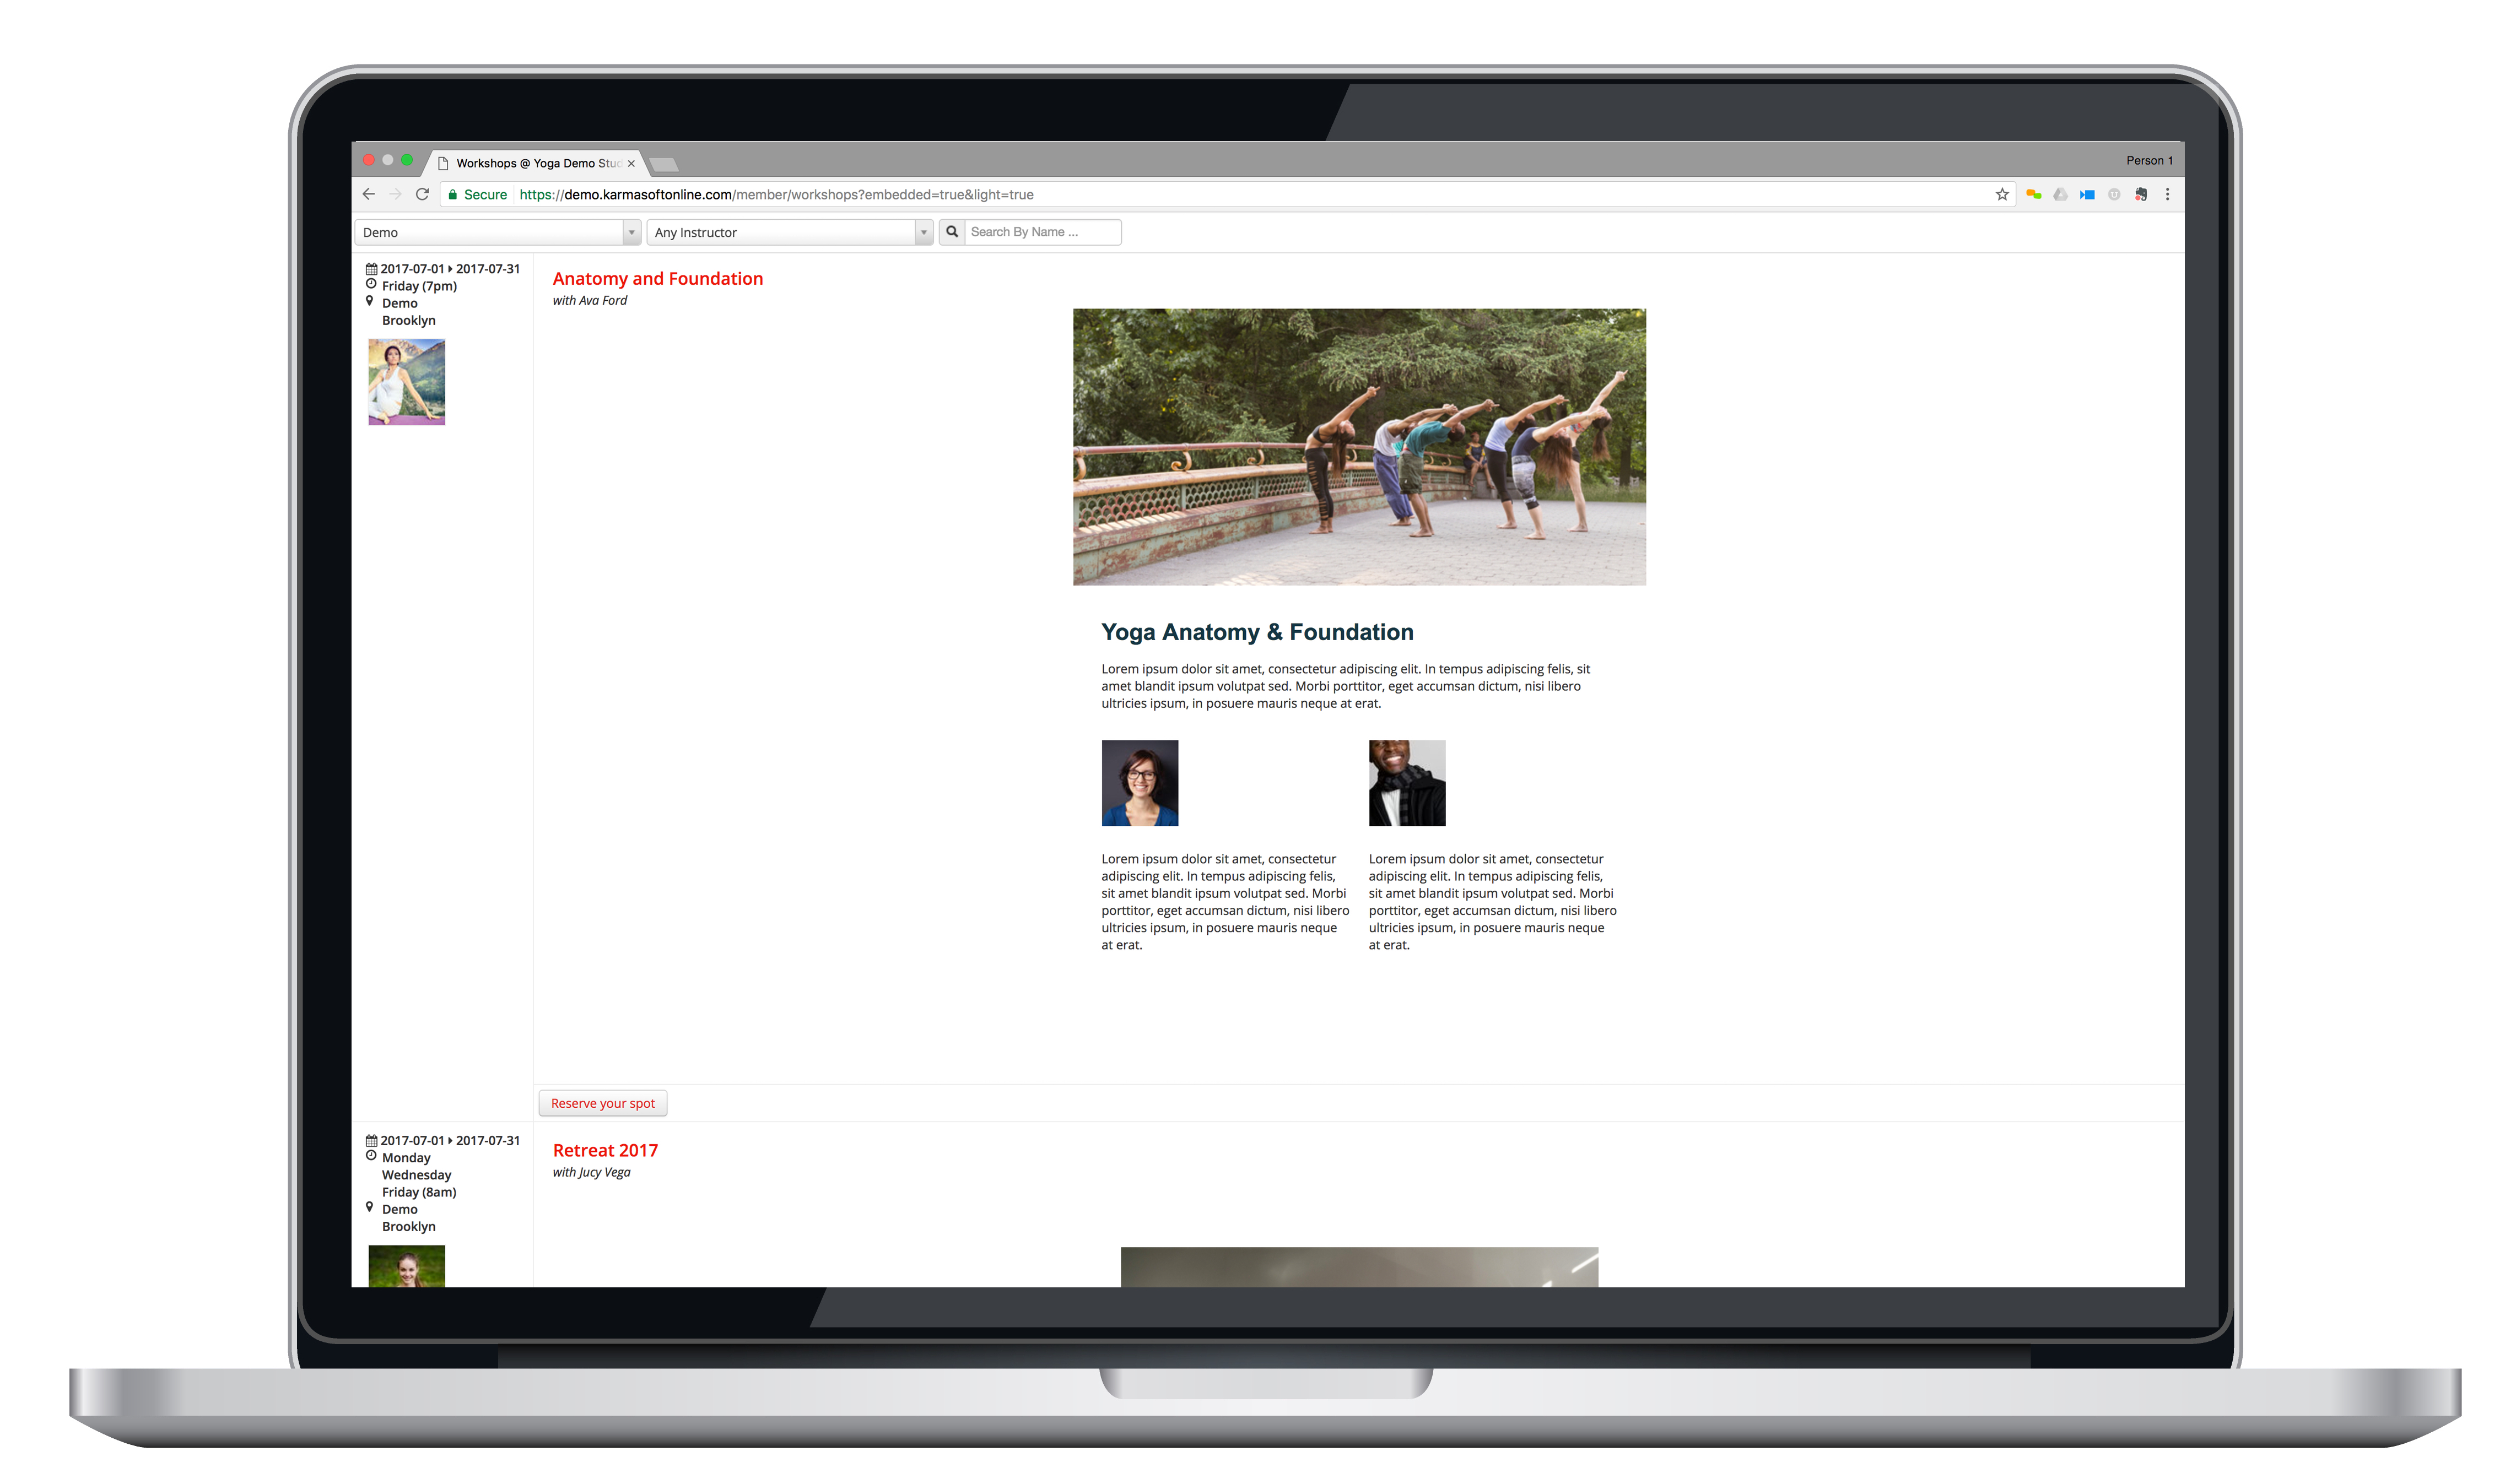 Workshops @ Yoga Demo Stu
Person 1
Secure https://demo.karmasoftonline.com/member/workshops?embedded=true&light=true
Demo
Any Instructor
Search By Name ...
2017-07-01 2017-07-31
Friday (7pm)
Demo
Brooklyn
Anatomy and Foundation
with Ava Ford
Yoga Anatomy & Foundation
Lorem ipsum dolor sit amet, consectetur adipiscing elit. In tempus adipiscing felis, sit
amet blandit ipsum volutpat sed. Morbi porttitor, eget accumsan dictum, nisi libero
ultricies ipsum, in posuere mauris neque at erat.
Lorem ipsum dolor sit amet, consectetur
adipiscing elit. In tempus adipiscing felis,
sit amet blandit ipsum volutpat sed. Morbi
porttitor, eget accumsan dictum, nisi libero
ultricies ipsum, in posuere mauris neque
at erat.
Lorem ipsum dolor sit amet, consectetur
adipiscing elit. In tempus adipiscing felis,
sit amet blandit ipsum volutpat sed. Morbi
porttitor, eget accumsan dictum, nisi libero
ultricies ipsum, in posuere mauris neque
at erat.
Reserve your spot
2017-07-01 2017-07-31
Monday
Wednesday
Friday (8am)
Demo
Brooklyn
Retreat 2017
with Jucy Vega